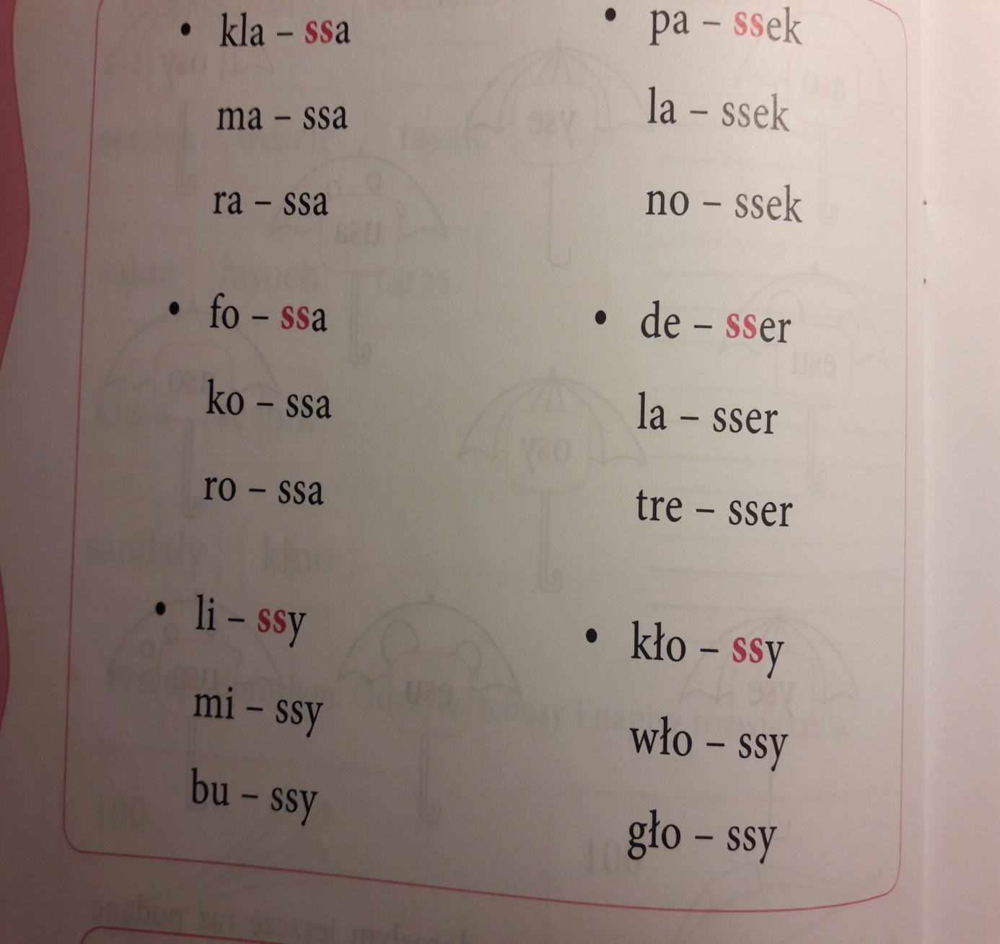 • kla – ssa
ma – ssa
ra – ssa
• fo – ssa
ko – ssa
ro – ssa
• li – ssy
mi – ssy
bu – ssy
• pa – ssek
la – ssek
no – ssek
• de – sser
la – sser
tre – sser
• kło – ssy
wło – ssy
gło – ssy